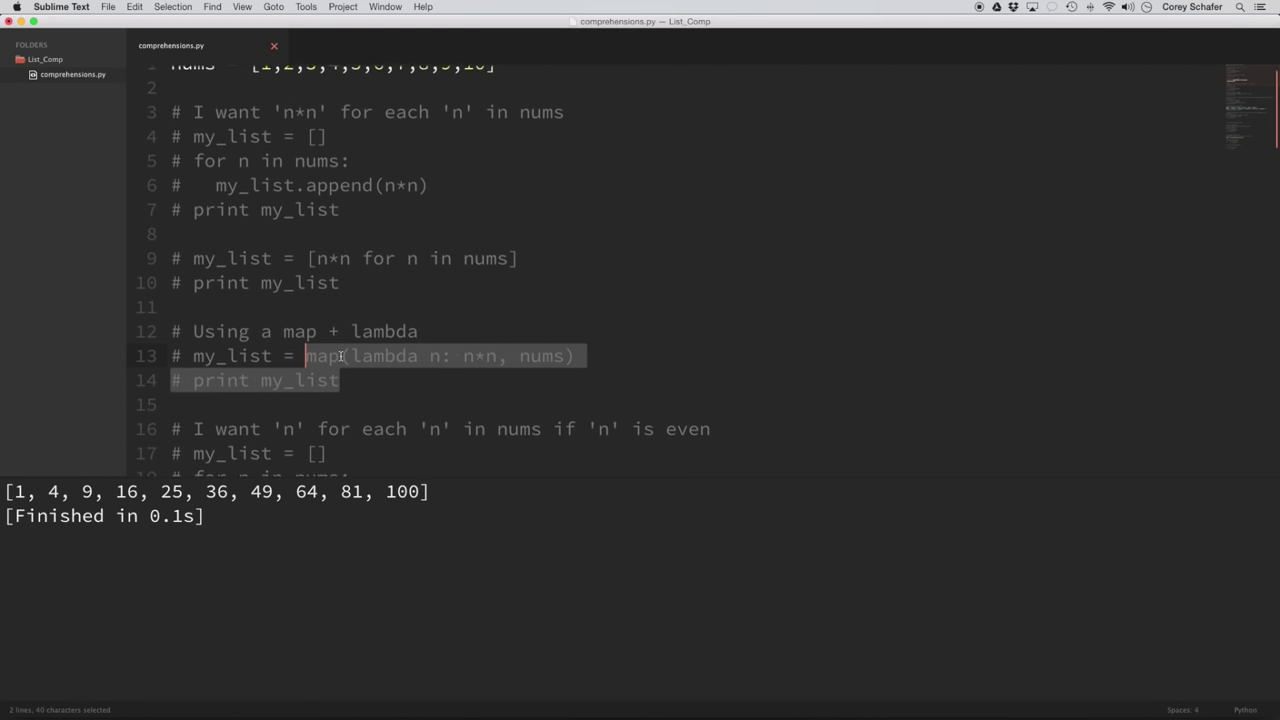 Sublime Text File Edit Selection Find View Goto Tools Project Window Help Corey Schafer
comprehensions.py — List_Comp
FOLDERS
List_Comp
comprehensions.py
comprehensions.py
1 nums = [1,2,3,4,5,6,7,8,9,10]
2
3 # I want 'n*n' for each 'n' in nums
4 # my_list = []
5 # for n in nums:
6 #   my_list.append(n*n)
7 # print my_list
8
9 # my_list = [n*n for n in nums]
10 # print my_list
11
12 # Using a map + lambda
13 # my_list = map(lambda n: n*n, nums)
14 # print my_list
15
16 # I want 'n' for each 'n' in nums if 'n' is even
17 # my_list = []
18 # for n in nums:
[1, 4, 9, 16, 25, 36, 49, 64, 81, 100]
[Finished in 0.1s]
2 lines, 40 characters selected
Spaces: 4 Python